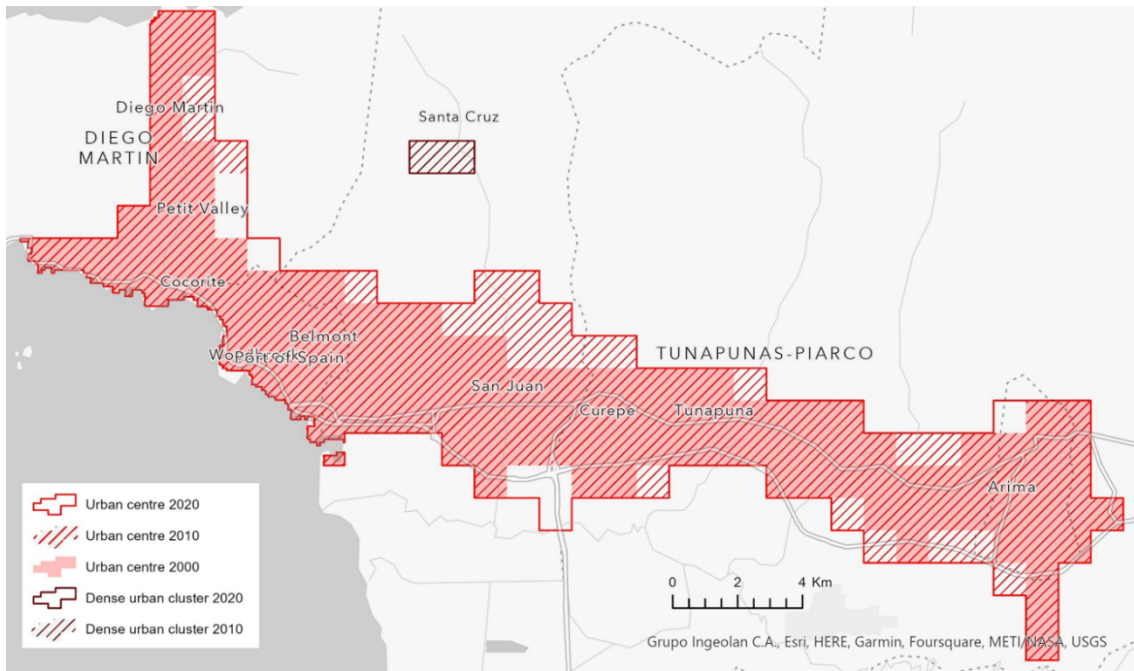 Santa Cruz
Diego Martin
DIEGO
MARTIN
Petit Valley
Cocorite
Belmont
Woodbrook
Port of Spain
TUNAPUNAS-PIARCO
San Juan
Curepe
Tunapuna
Arima
Urban centre 2020
Urban centre 2010
Urban centre 2000
Dense urban cluster 2020
Dense urban cluster 2010
0 2 4 Km
Grupo Ingeolan C.A., Esri, HERE, Garmin, Foursquare, METI/NASA, USGS